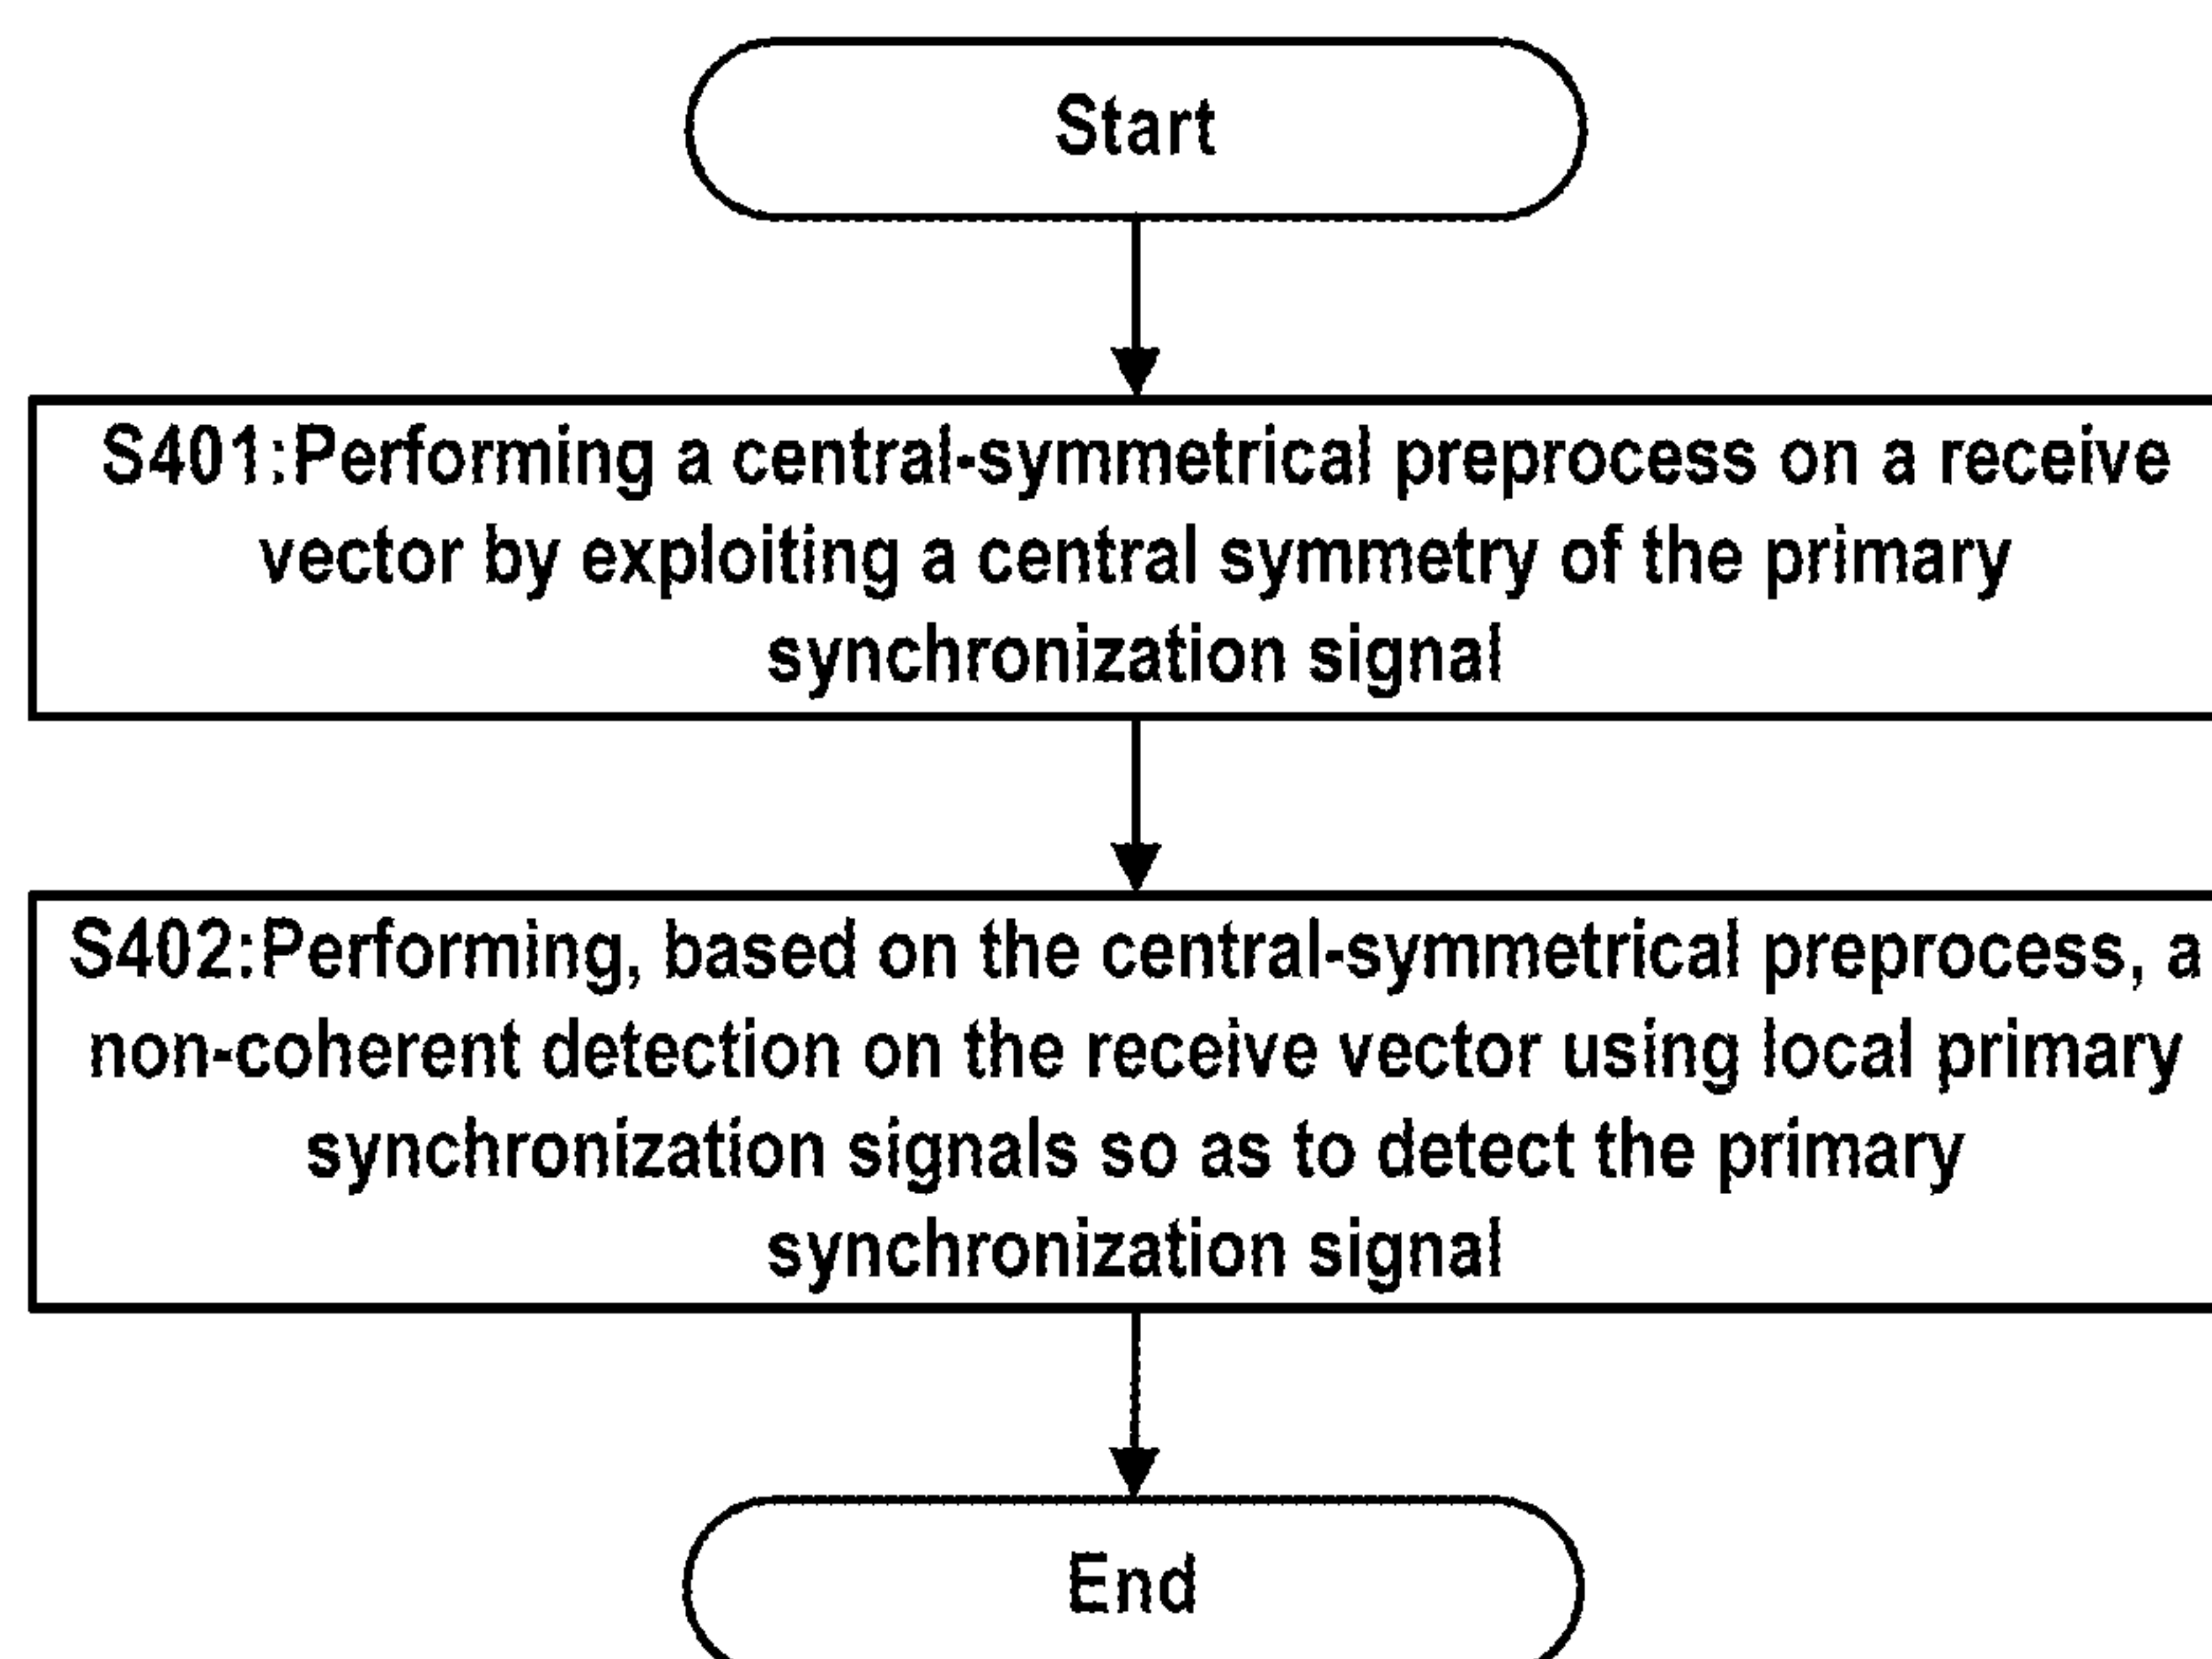 Start
S401:Performing a central-symmetrical preprocess on a receive
vector by exploiting a central symmetry of the primary
synchronization signal
S402:Performing, based on the central-symmetrical preprocess, a
non-coherent detection on the receive vector using local primary
synchronization signals so as to detect the primary
synchronization signal
End